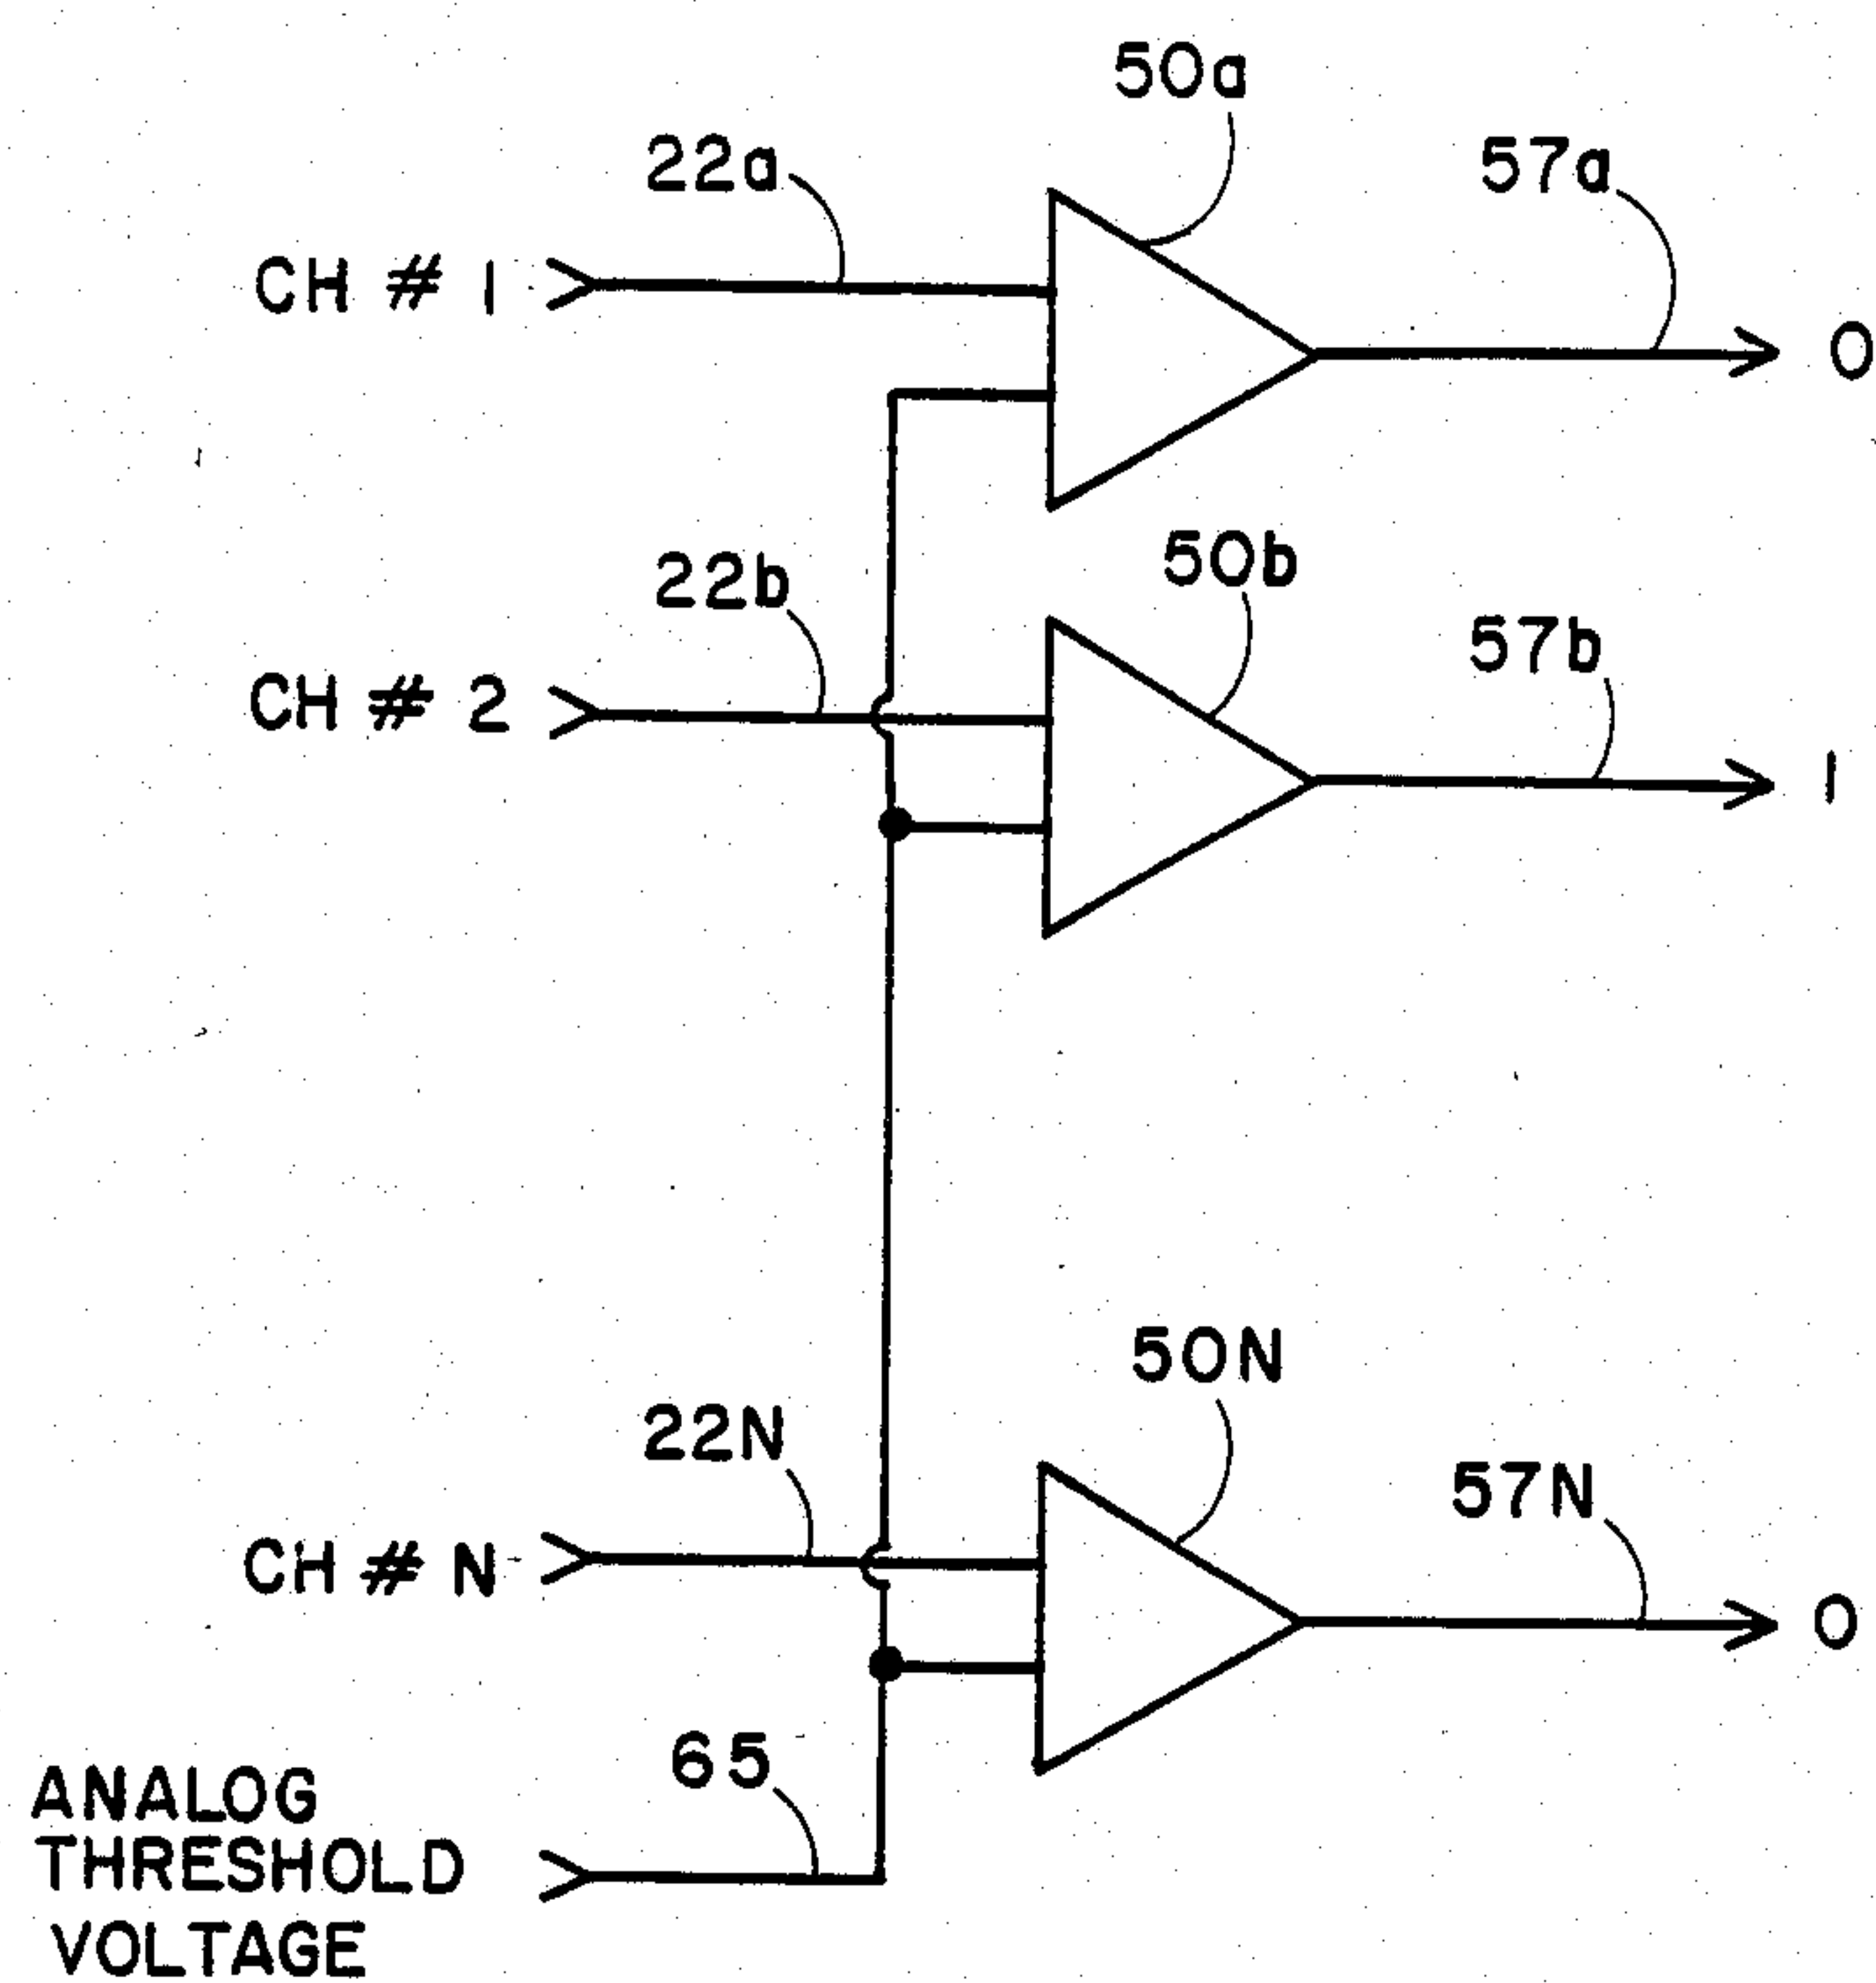 50a
22a
57a
CH # 1
0
22b
50b
57b
CH # 2
1
50N
22N
57N
CH # N
0
65
ANALOG
THRESHOLD
VOLTAGE